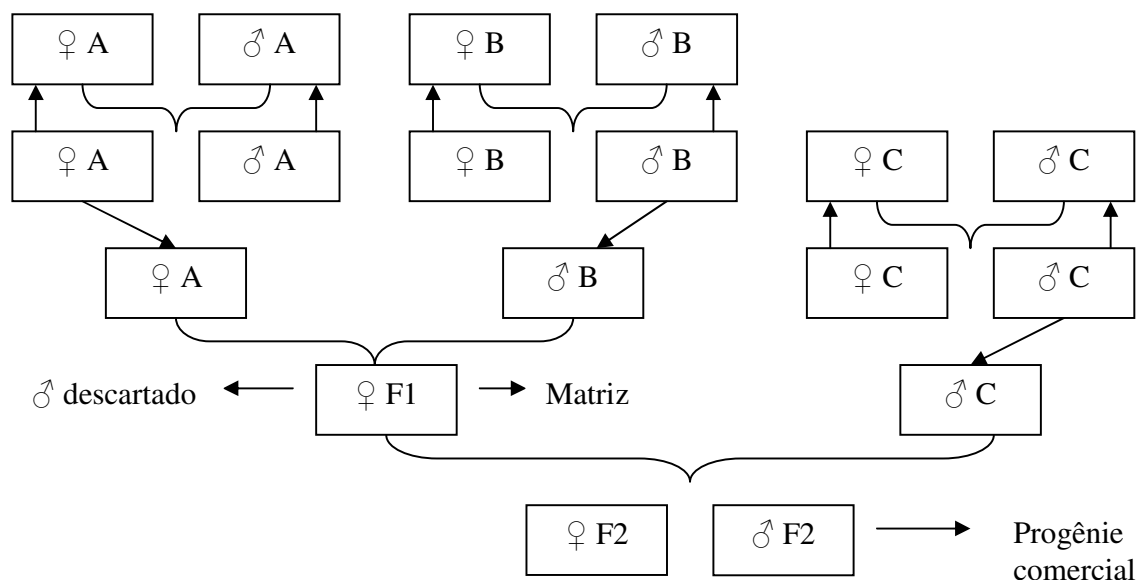 ♀ A ♂ A ♀ B ♂ B
♀ A ♂ A ♀ B ♂ B
♀ C ♂ C
♀ A ♂ B ♀ C ♂ C
♂ descartado ♀ F1 Matriz ♂ C
♀ F2 ♂ F2 Progênie
comercial